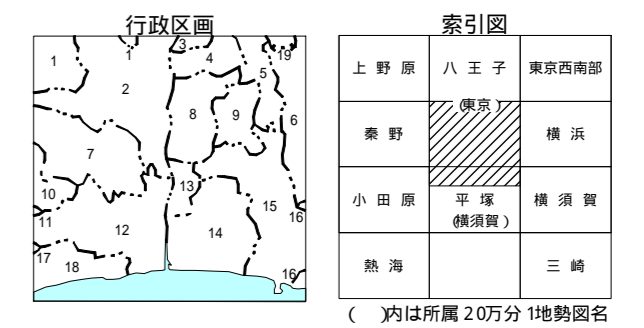 行政区画
1
1
2
3
4
5
19
6
7
8
9
10
11
12
13
14
15
16
17
18
16
索引図
上野原 八王子 東京西南部
(東京)
秦野 横浜
小田原 平塚 横須賀
(横須賀)
熱海 三崎
( )内は所属20万分1地勢図名